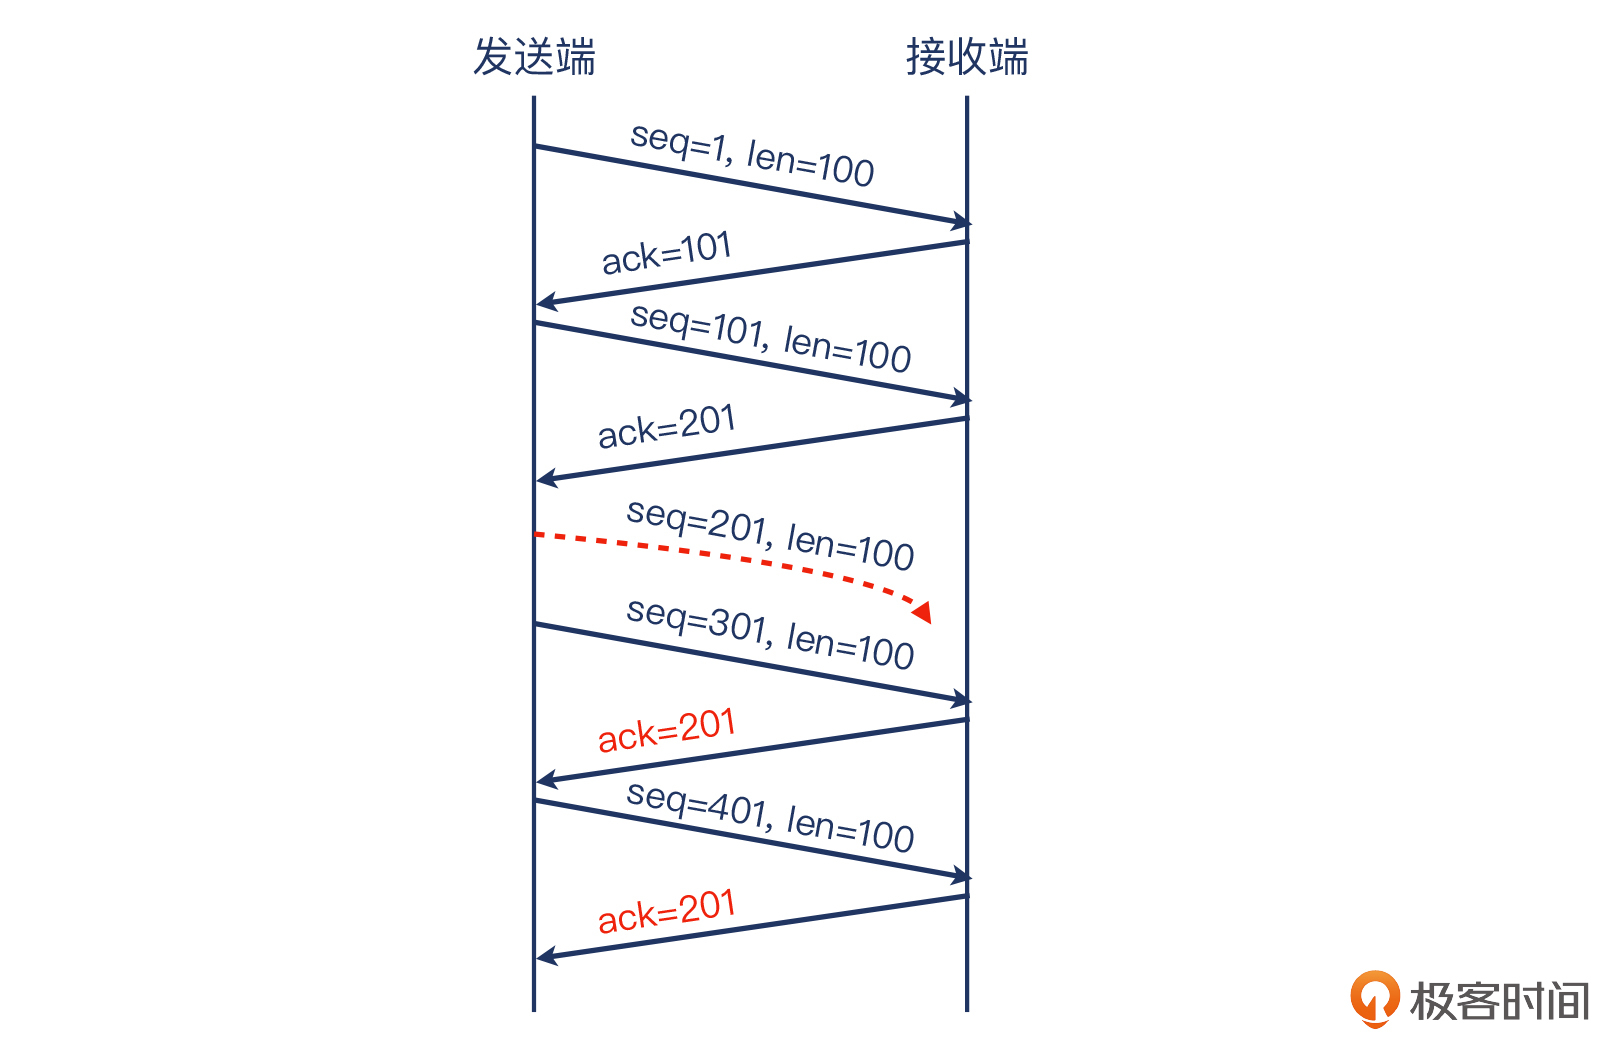 发送端
接收端
seq=1, len=100
ack=101
seq=101, len=100
ack=201
seq=201, len=100
seq=301, len=100
ack=201
seq=401, len=100
ack=201
极客时间